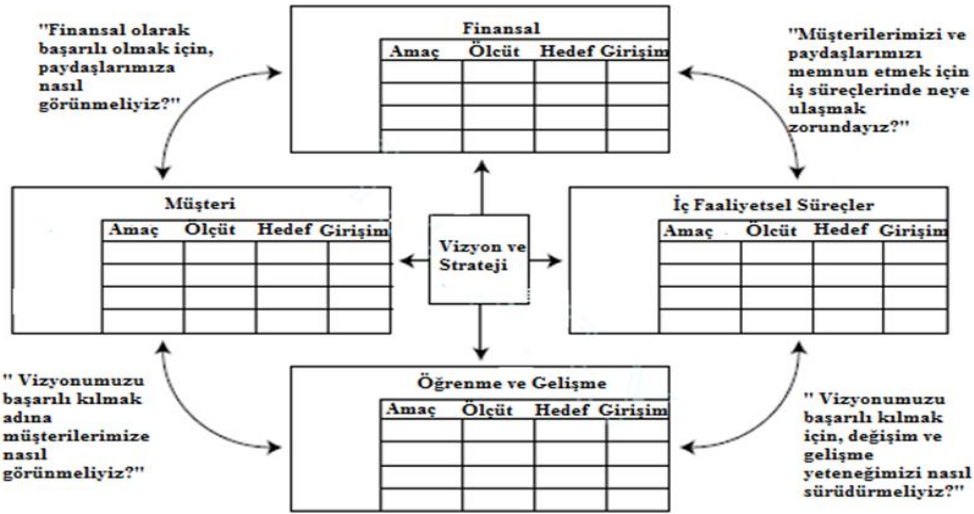 "Finansal olarak
başarılı olmak için,
paydaşlarımıza
nasıl
görünmeliyiz?"
Finansal
Amaç Ölçüt Hedef Girişim
"Müşterilerimizi ve
paydaşlarımızı
memnun etmek için
iş süreçlerinde neye
ulaşmak
zorundayız?"
Müşteri
Amaç Ölçüt Hedef Girişim
Vizyon ve
Strateji
İç Faaliyetsel Süreçler
Amaç Ölçüt Hedef Girişim
" Vizyonumuzu
başarılı kılmak
adına
müşterilerimize
nasıl
görünmeliyiz?"
Öğrenme ve Gelişme
Amaç Ölçüt Hedef Girişim
" Vizyonumuzu
başarılı kılmak
için, değişim ve
gelişme
yeteneğimizi nasıl
sürüdürmeliyiz?"